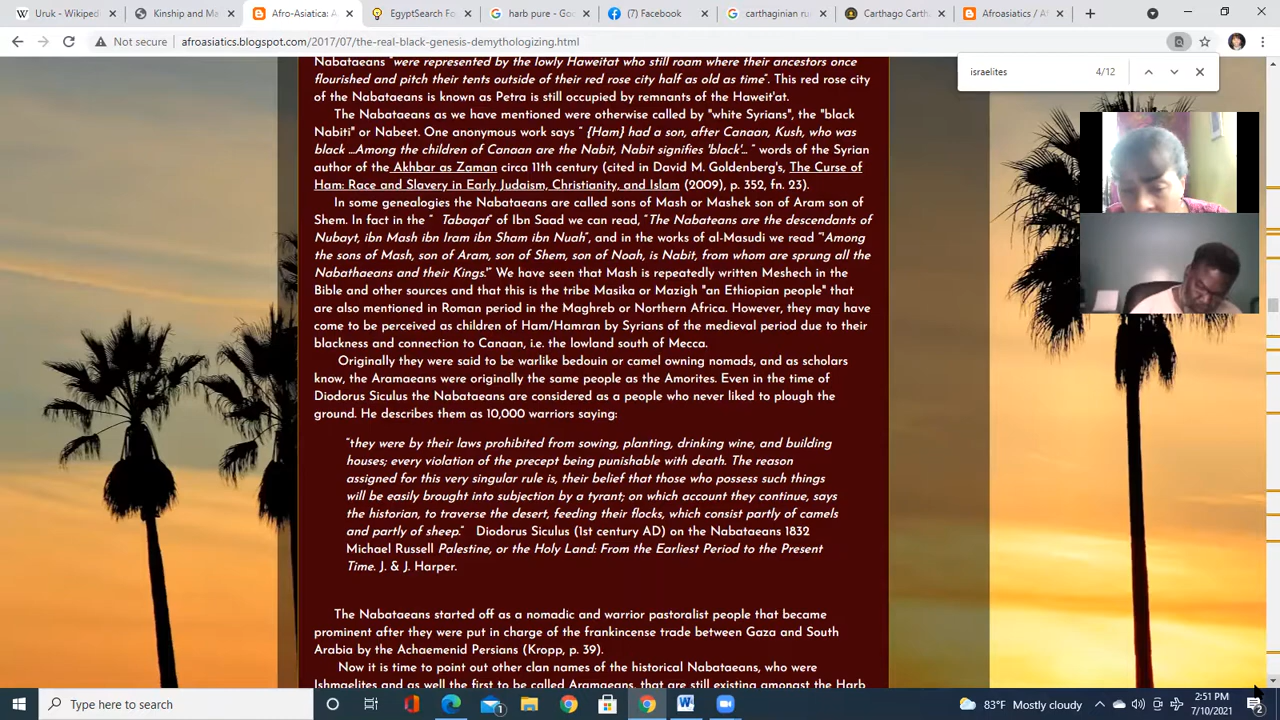 Uruk - Wikipedi
Kinship and Ma
Afro-Asiatica: A
EgyptSearch Fo
harb pure - Goo
(7) Facebook
carthaginian ru
Carthago Carth
Afroasiatics / Af
Not secure | afroasiatics.blogspot.com/2017/07/the-real-black-genesis-demythologizing.html
israelites 4/12
Nabataeans "were represented by the lowly Haweitat who still roam where their ancestors once
flourished and pitch their tents outside of their red rose city half as old as time". This red rose city
of the Nabataeans is known as Petra is still occupied by remnants of the Haweit'at.
The Nabataeans as we have mentioned were otherwise called by "white Syrians", the "black
Nabiti" or Nabeet. One anonymous work says " {Ham} had a son, after Canaan, Kush, who was
black ...Among the children of Canaan are the Nabit, Nabit signifies 'black'... " words of the Syrian
author of the Akhbar as Zaman circa 11th century (cited in David M. Goldenberg's, The Curse of
Ham: Race and Slavery in Early Judaism, Christianity, and Islam (2009), p. 352, fn. 23).
In some genealogies the Nabataeans are called sons of Mash or Mashek son of Aram son of
Shem. In fact in the " Tabaqat" of Ibn Saad we can read, "The Nabateans are the descendants of
Nubayt, ibn Mash ibn Iram ibn Sham ibn Nuah", and in the works of al-Masudi we read "'Among
the sons of Mash, son of Aram, son of Shem, son of Noah, is Nabit, from whom are sprung all the
Nabathaeans and their Kings.'" We have seen that Mash is repeatedly written Meshech in the
Bible and other sources and that this is the tribe Masika or Mazigh "an Ethiopian people" that
are also mentioned in Roman period in the Maghreb or Northern Africa. However, they may have
come to be perceived as children of Ham/Hamran by Syrians of the medieval period due to their
blackness and connection to Canaan, i.e. the lowland south of Mecca.
Originally they were said to be warlike bedouin or camel owning nomads, and as scholars
know, the Aramaeans were originally the same people as the Amorites. Even in the time of
Diodorus Siculus the Nabataeans are considered as a people who never liked to plough the
ground. He describes them as 10,000 warriors saying:
"they were by their laws prohibited from sowing, planting, drinking wine, and building
houses; every violation of the precept being punishable with death. The reason
assigned for this very singular rule is, their belief that those who possess such things
will be easily brought into subjection by a tyrant; on which account they continue, says
the historian, to traverse the desert, feeding their flocks, which consist partly of camels
and partly of sheep." Diodorus Siculus (1st century AD) on the Nabataeans 1832
Michael Russell Palestine, or the Holy Land: From the Earliest Period to the Present
Time. J. & J. Harper.
The Nabataeans started off as a nomadic and warrior pastoralist people that became
prominent after they were put in charge of the frankincense trade between Gaza and South
Arabia by the Achaemenid Persians (Kropp, p. 39).
Now it is time to point out other clan names of the historical Nabataeans, who were
Ishmaelites and as well the first to be called Aramaeans, that are still existing amongst the Harb
Type here to search
83°F Mostly cloudy
2:51 PM
7/10/2021